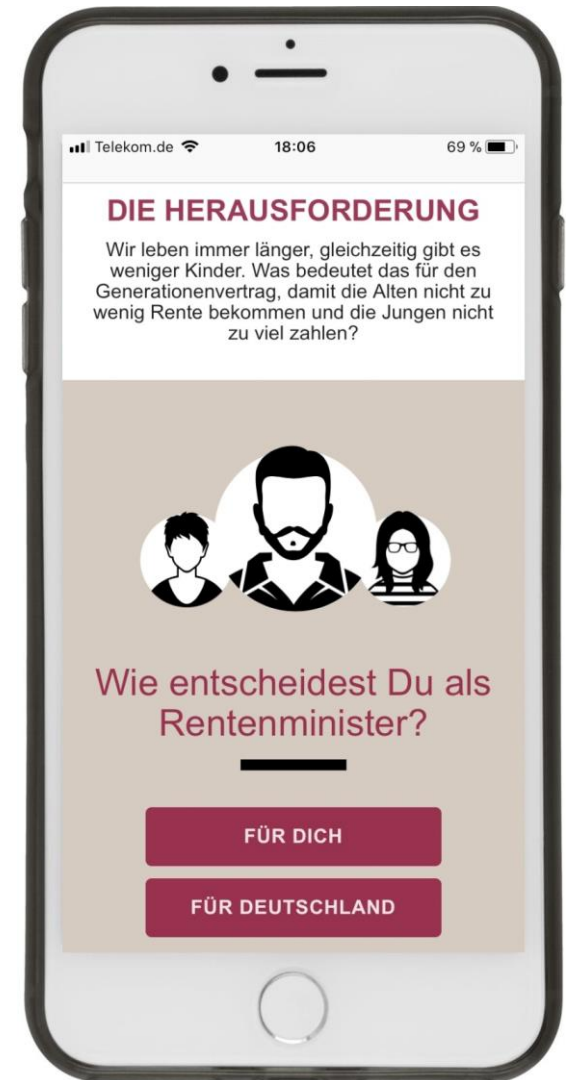 Telekom.de 18:06 69 %
DIE HERAUSFORDERUNG
Wir leben immer länger, gleichzeitig gibt es
weniger Kinder. Was bedeutet das für den
Generationenvertrag, damit die Alten nicht zu
wenig Rente bekommen und die Jungen nicht
zu viel zahlen?
Wie entscheidest Du als
Rentenminister?
FÜR DICH
FÜR DEUTSCHLAND